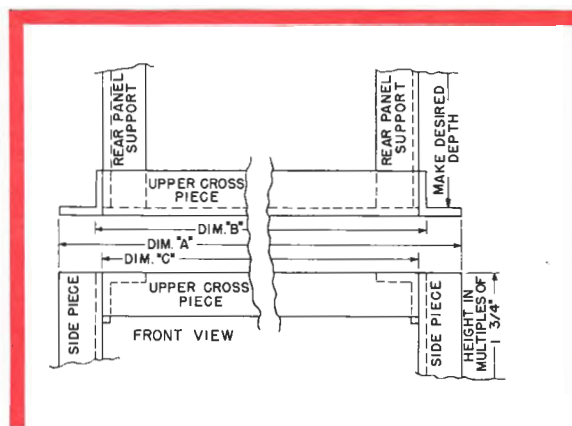 REAR PANEL
SUPPORT
REAR PANEL
SUPPORT
MAKE DESIRED
DEPTH
UPPER CROSS
PIECE
DIM. "B"
DIM. "A"
DIM. "C"
SIDE PIECE
UPPER CROSS
PIECE
FRONT VIEW
SIDE PIECE
HEIGHT IN
MULTIPLES OF
1 3/4"